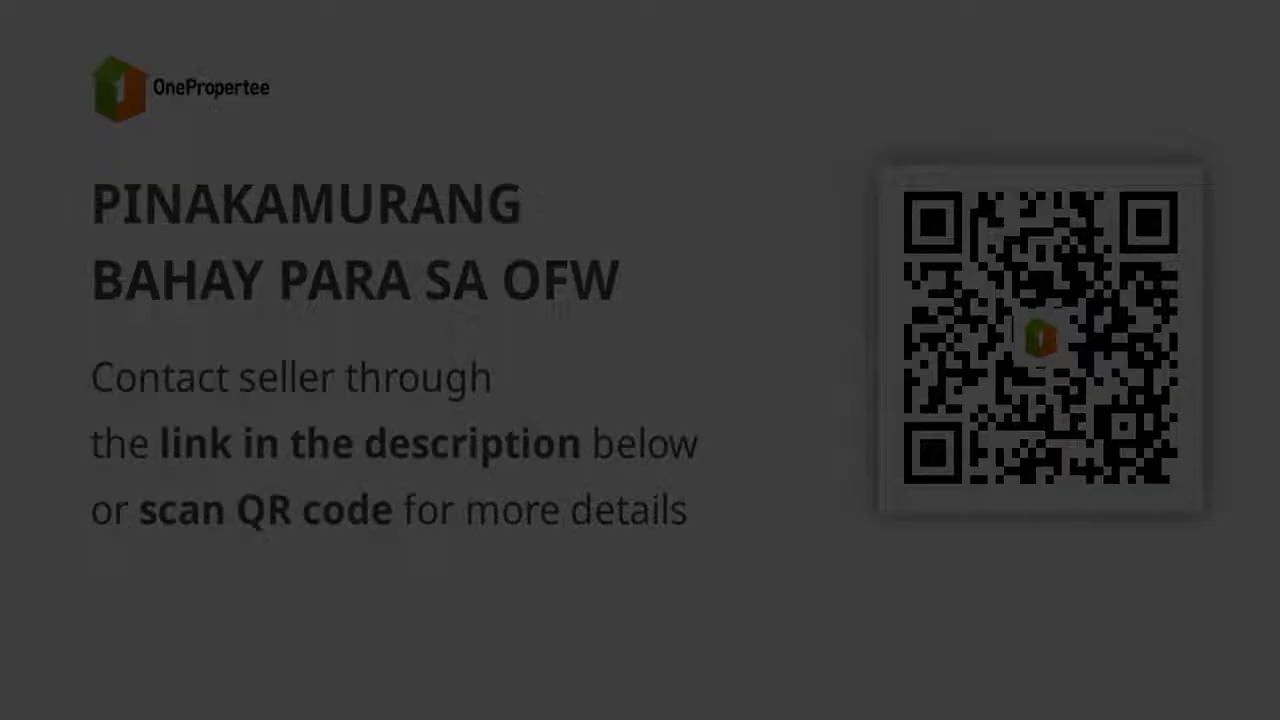 OnePropertee
PINAKAMURANG
BAHAY PARA SA OFW
Contact seller through
the link in the description below
or scan QR code for more details